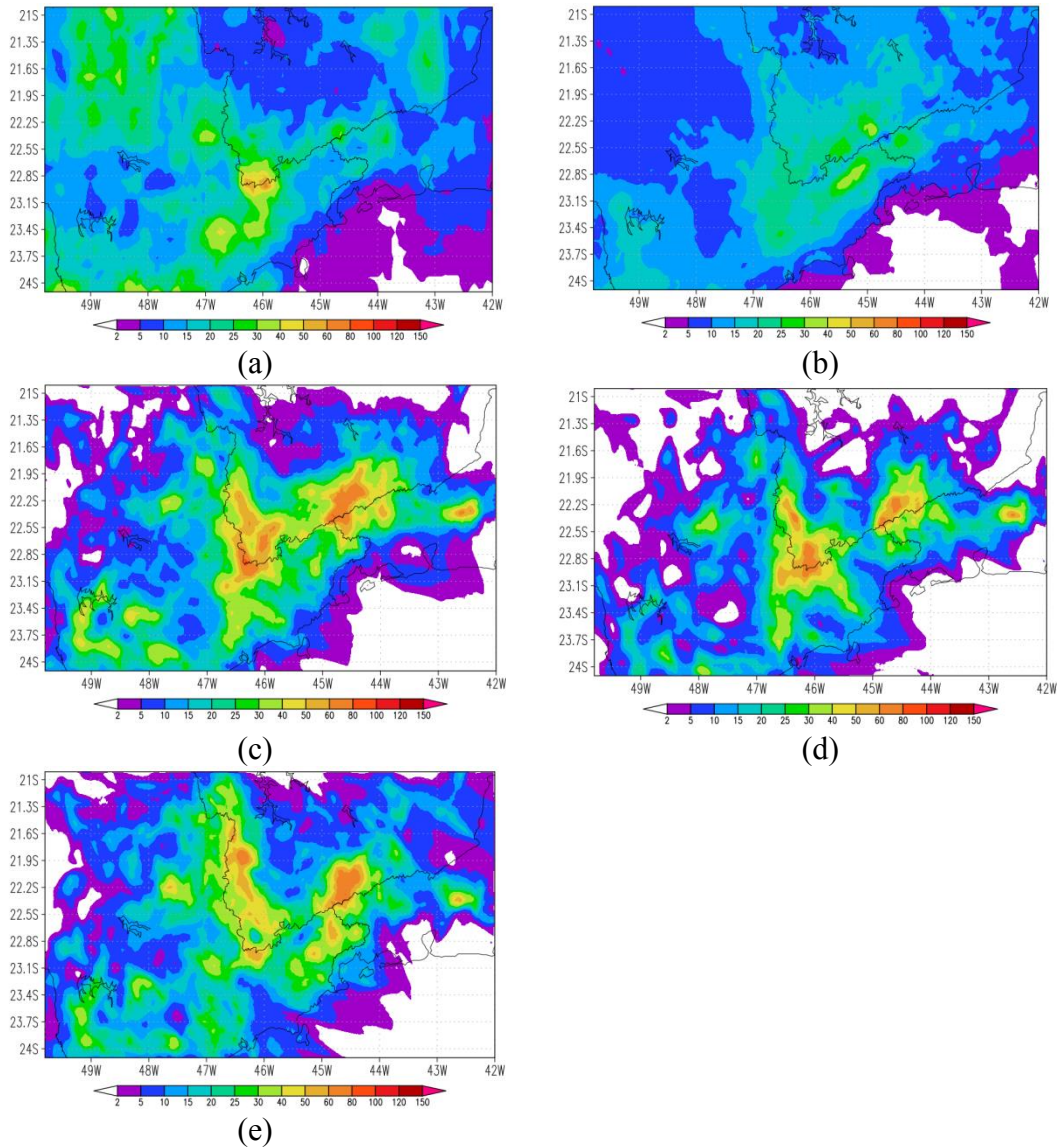 21S
21.3S
21.6S
21.9S
22.2S
22.5S
22.8S
23.1S
23.4S
23.7S
24S
49W 48W 47W 46W 45W 44W 43W 42W
2 5 10 15 20 25 30 40 50 60 80 100 120 150
(a)
21S
21.3S
21.6S
21.9S
22.2S
22.5S
22.8S
23.1S
23.4S
23.7S
24S
49W 48W 47W 46W 45W 44W 43W 42W
2 5 10 15 20 25 30 40 50 60 80 100 120 150
(b)
21S
21.3S
21.6S
21.9S
22.2S
22.5S
22.8S
23.1S
23.4S
23.7S
24S
49W 48W 47W 46W 45W 44W 43W 42W
2 5 10 15 20 25 30 40 50 60 80 100 120 150
(c)
21S
21.3S
21.6S
21.9S
22.2S
22.5S
22.8S
23.1S
23.4S
23.7S
24S
49W 48W 47W 46W 45W 44W 43W 42W
2 5 10 15 20 25 30 40 50 60 80 100 120 150
(d)
21S
21.3S
21.6S
21.9S
22.2S
22.5S
22.8S
23.1S
23.4S
23.7S
24S
49W 48W 47W 46W 45W 44W 43W 42W
2 5 10 15 20 25 30 40 50 60 80 100 120 150
(e)